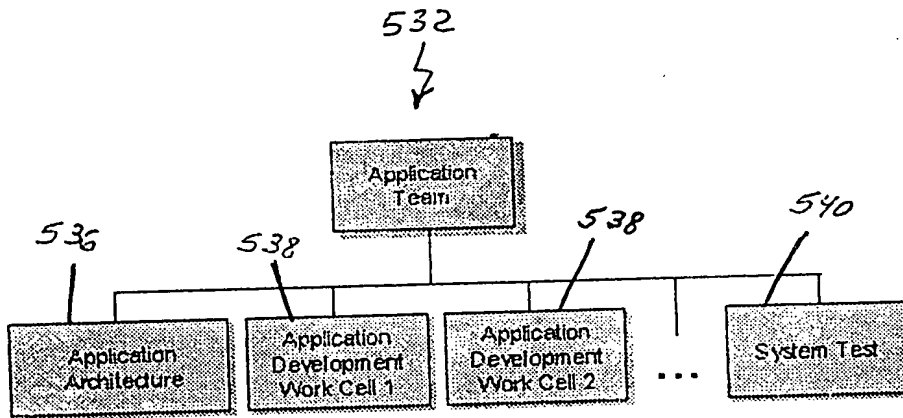 532
Application
Team
536
538
538
540
Application
Architecture
Application
Development
Work Cell 1
Application
Development
Work Cell 2
...
System Test